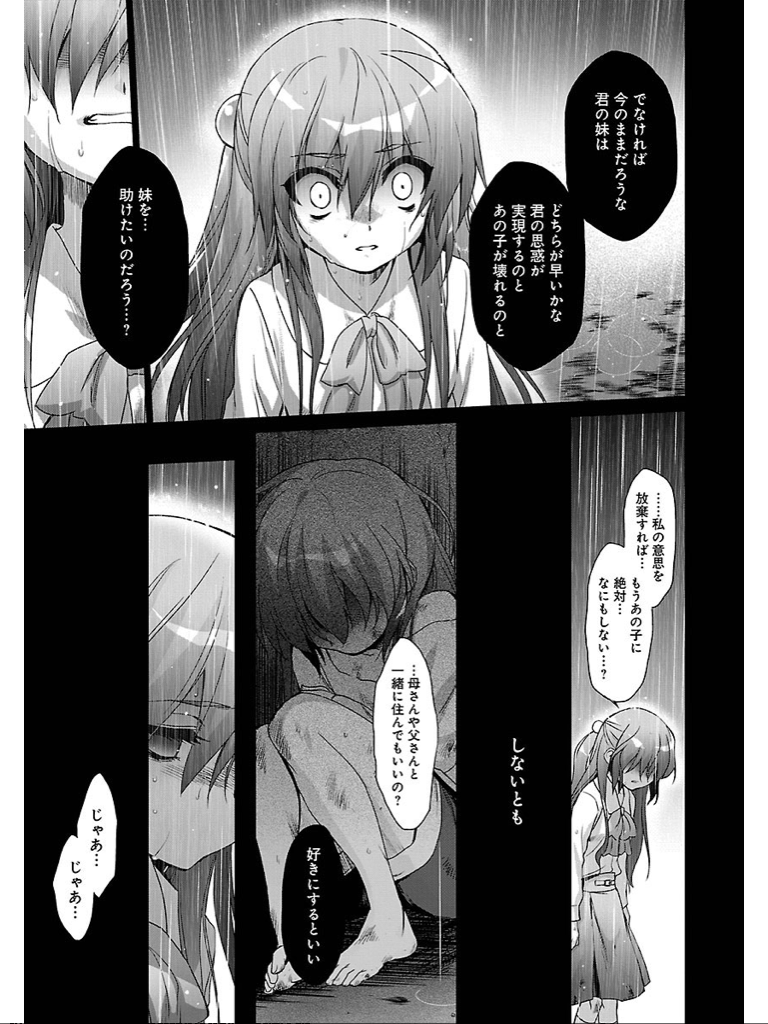 でなければ
今のままだろうな
君の妹は
どちらが早いかな
君の思惑が
実現するのと
あの子が壊れるのと
妹を…
助けたいのだろう…?
……私の意思を
放棄すれば…
もうあの子に
絶対…
なにもしない…?
しないとも
…母さんや父さんと
一緒に住んでもいいの?
好きにするといい
じゃあ…
じゃあ…